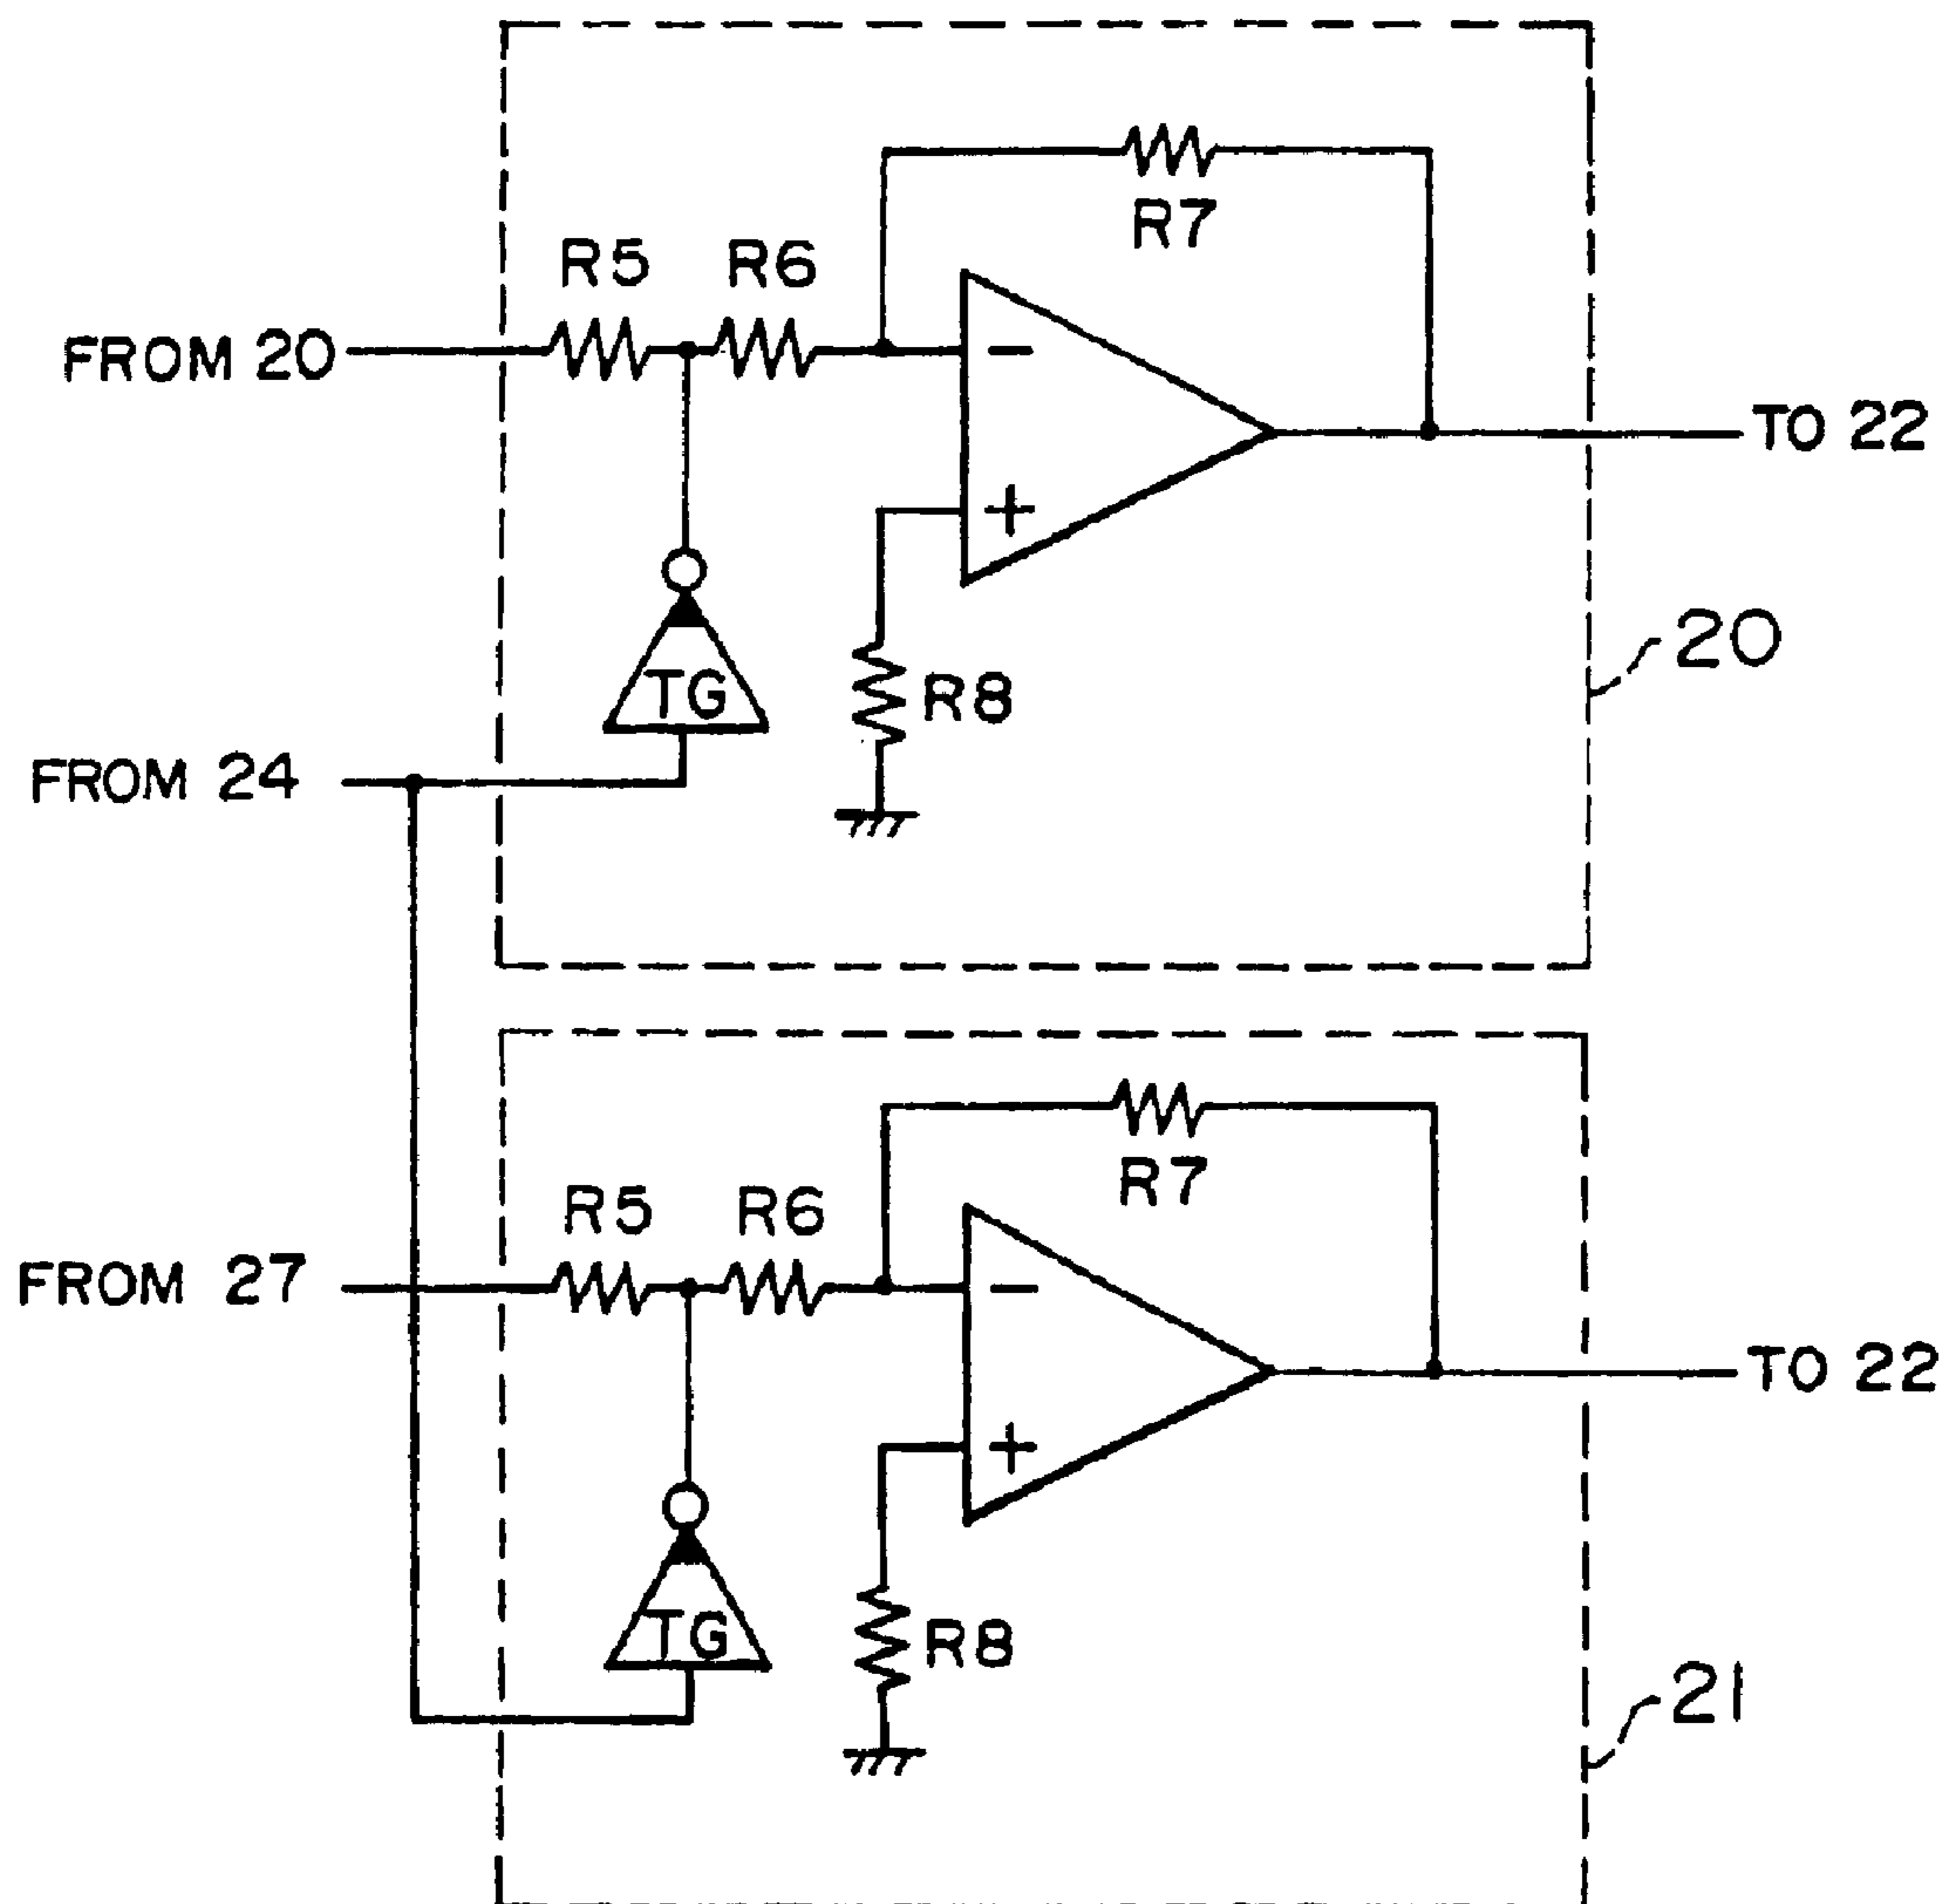 R7
R5 R6
FROM 20
−
TO 22
+
20
TG
R8
FROM 24
R7
R5 R6
FROM 27
−
TO 22
+
TG
R8
21